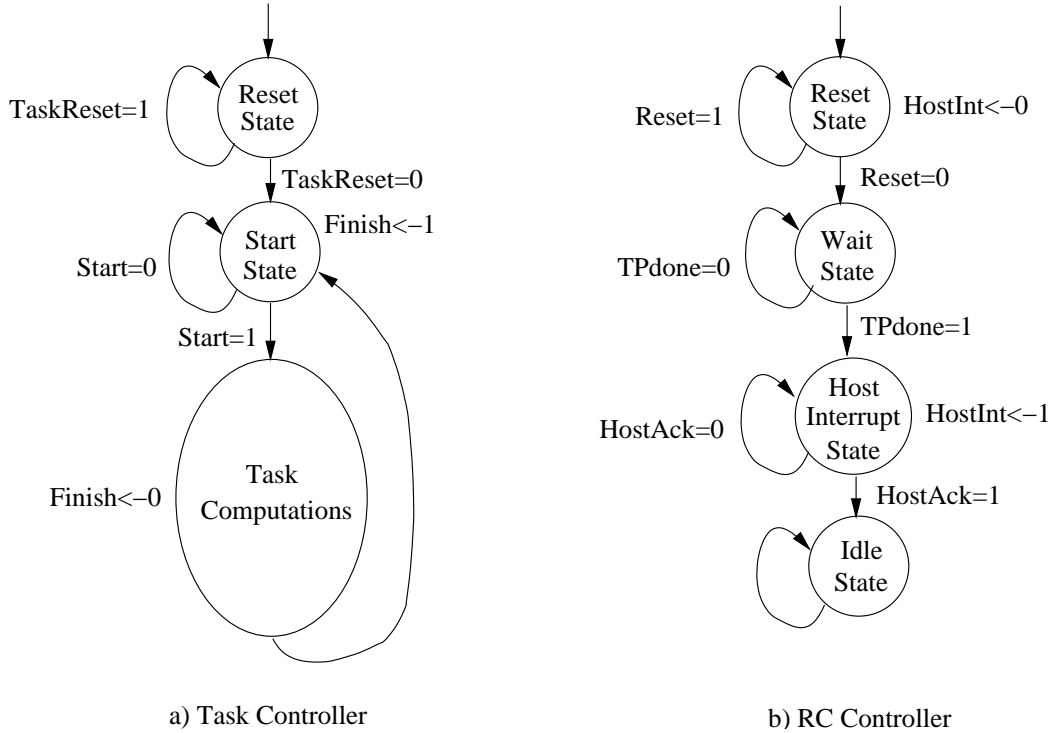 Reset
State
TaskReset=1
TaskReset=0
Start
State
Finish<−1
Start=0
Start=1
Task
Computations
Finish<−0
a) Task Controller
Reset
State
HostInt<−0
Reset=1
Reset=0
Wait
State
TPdone=0
TPdone=1
Host
Interrupt
State
HostInt<−1
HostAck=0
HostAck=1
Idle
State
b) RC Controller